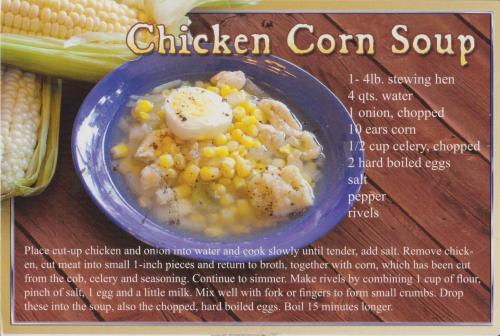 Chicken Corn Soup
1- 4lb. stewing hen
4 qts. water
1 onion, chopped
10 ears corn
1/2 cup celery, chopped
2 hard boiled eggs
salt
pepper
rivels
Place cut-up chicken and onion into water and cook slowly until tender, add salt. Remove chick-
en, cut meat into small 1-inch pieces and return to broth, together with corn, which has been cut
from the cob, celery and seasoning. Continue to simmer. Make rivels by combining 1 cup of flour,
pinch of salt, 1 egg and a little milk. Mix well with fork or fingers to form small crumbs. Drop
these into the soup, also the chopped, hard boiled eggs. Boil 15 minutes longer.